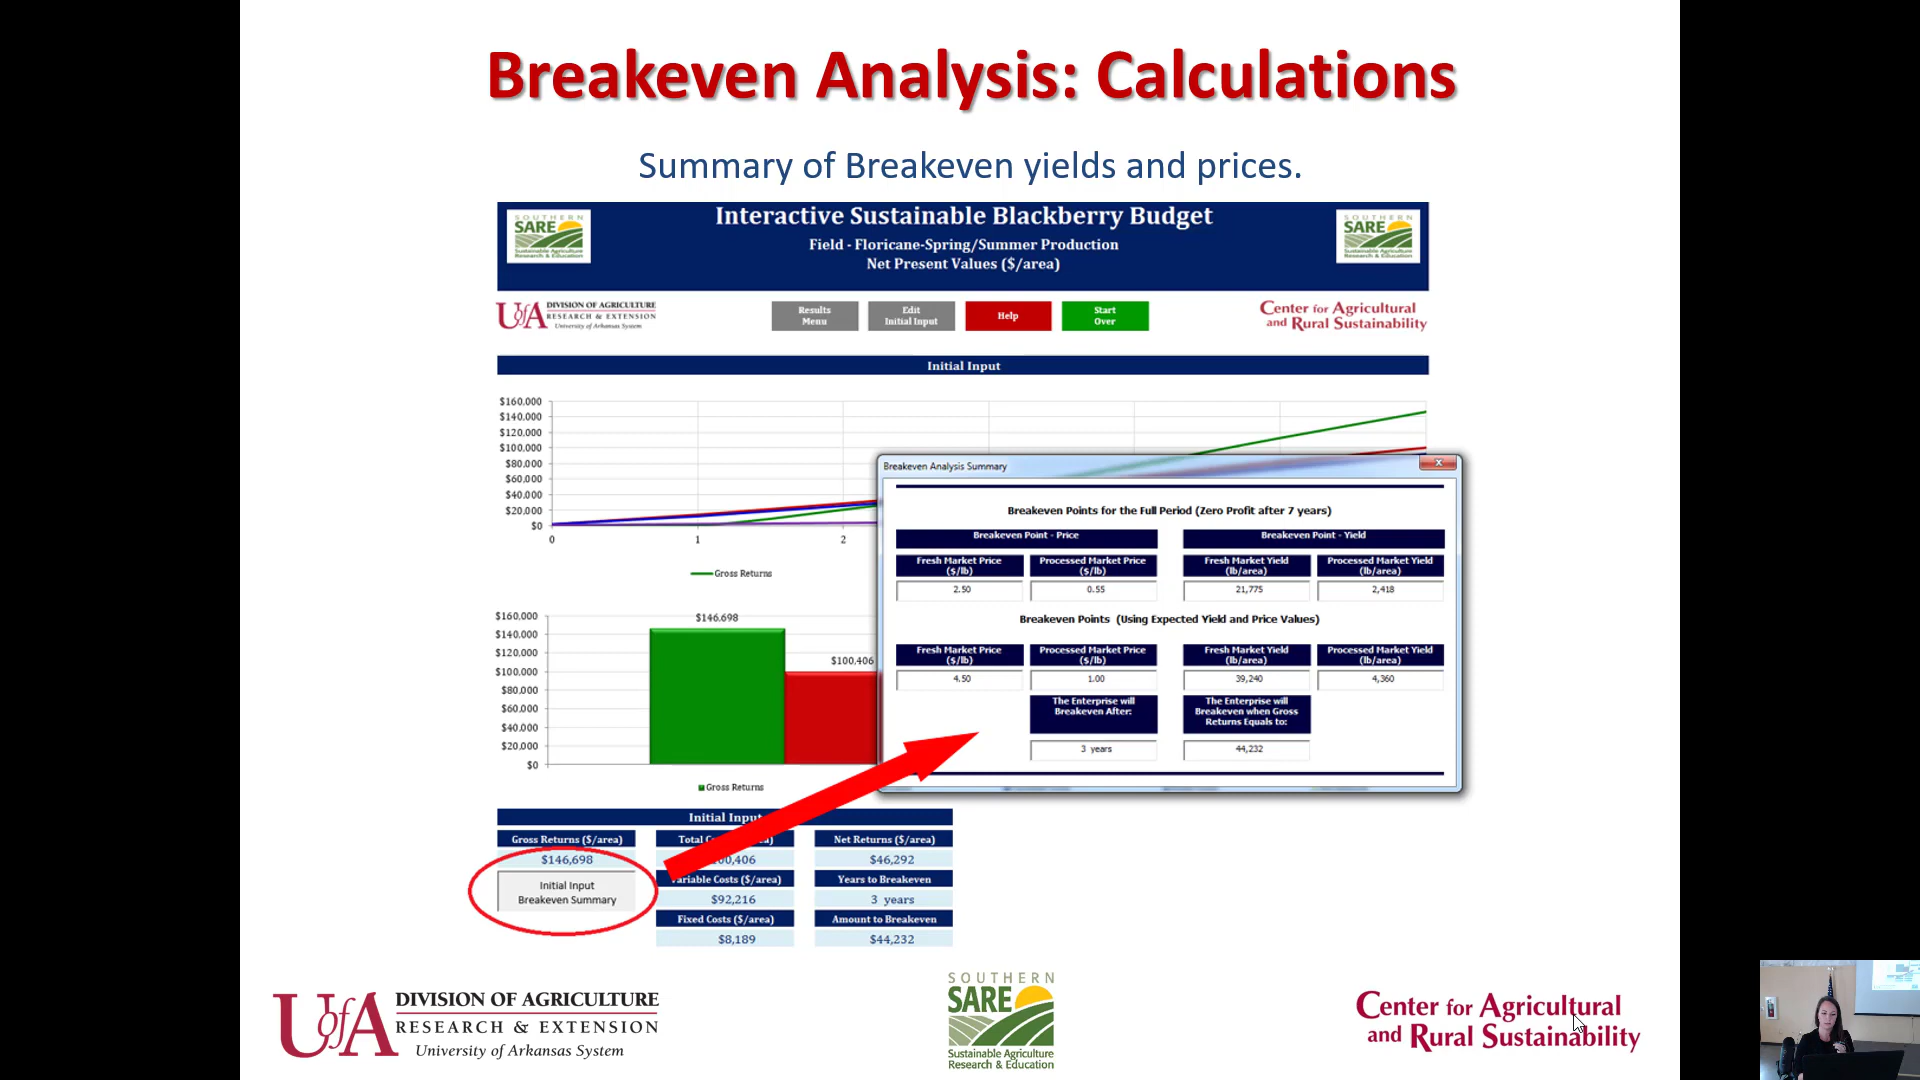 Breakeven Analysis: Calculations
Summary of Breakeven yields and prices.
SOUTHERN
SARE
Sustainable Agriculture
Research & Education
Interactive Sustainable Blackberry Budget
Field - Floricane-Spring/Summer Production
Net Present Values ($/area)
SOUTHERN
SARE
Sustainable Agriculture
Research & Education
UofA DIVISION OF AGRICULTURE
RESEARCH & EXTENSION
University of Arkansas System
Results
Menu
Edit
Initial Input
Help
Start
Over
Center for Agricultural
and Rural Sustainability
Initial Input
$160,000
$140,000
$120,000
$100,000
$80,000
$60,000
$40,000
$20,000
$0
0 1 2
Gross Returns
$160,000
$140,000
$120,000
$100,000
$80,000
$60,000
$40,000
$20,000
$0
$146,698
$100,406
Gross Returns
Breakeven Analysis Summary
Breakeven Points for the Full Period (Zero Profit after 7 years)
Breakeven Point - Price Breakeven Point - Yield
Fresh Market Price
($/lb)
Processed Market Price
($/lb)
Fresh Market Yield
(lb/area)
Processed Market Yield
(lb/area)
2.50 0.55 21,775 2,418
Breakeven Points (Using Expected Yield and Price Values)
Fresh Market Price
($/lb)
Processed Market Price
($/lb)
Fresh Market Yield
(lb/area)
Processed Market Yield
(lb/area)
4.50 1.00 39,240 4,360
The Enterprise will
Breakeven After:
The Enterprise will
Breakeven when Gross
Returns Equals to:
3 years 44,232
Initial Input
Gross Returns ($/area)
$146,698
Initial Input
Breakeven Summary
Total
00,406
Variable Costs ($/area)
$92,216
Fixed Costs ($/area)
$8,189
Net Returns ($/area)
$46,292
Years to Breakeven
3 years
Amount to Breakeven
$44,232
UofA DIVISION OF AGRICULTURE
RESEARCH & EXTENSION
University of Arkansas System
SOUTHERN
SARE
Sustainable Agriculture
Research & Education
Center for Agricultural
and Rural Sustainability